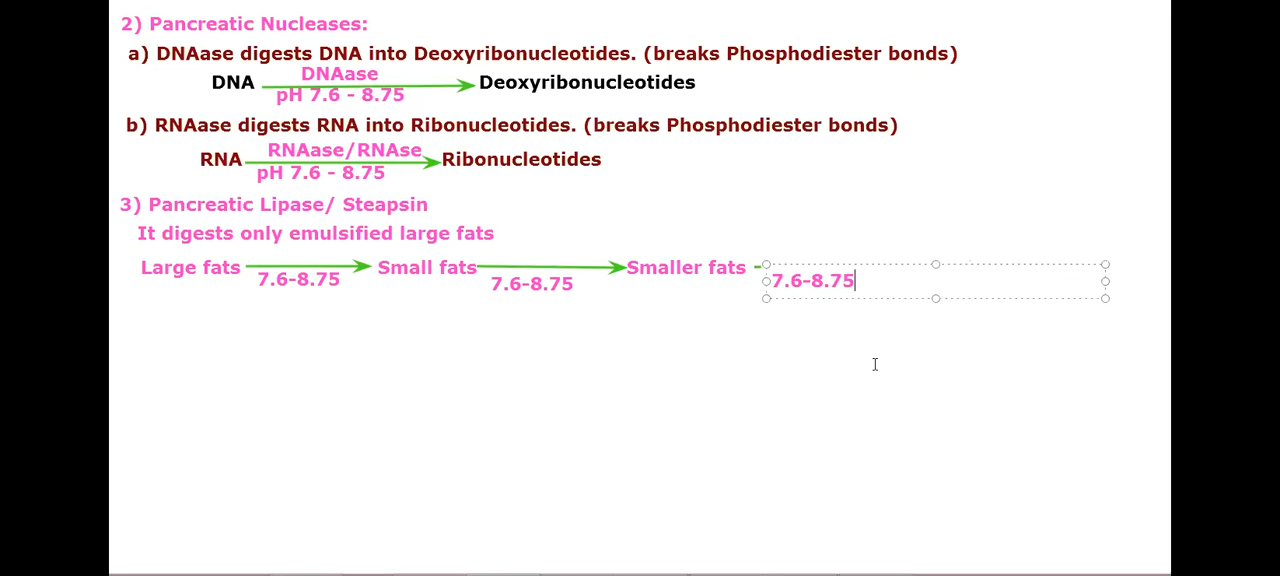 2) Pancreatic Nucleases:
a) DNAase digests DNA into Deoxyribonucleotides. (breaks Phosphodiester bonds)
DNAase
DNA Deoxyribonucleotides
pH 7.6 - 8.75
b) RNAase digests RNA into Ribonucleotides. (breaks Phosphodiester bonds)
RNAase/RNAse
RNA Ribonucleotides
pH 7.6 - 8.75
3) Pancreatic Lipase/ Steapsin
It digests only emulsified large fats
Large fats Small fats Smaller fats
7.6-8.75 7.6-8.75 7.6-8.75